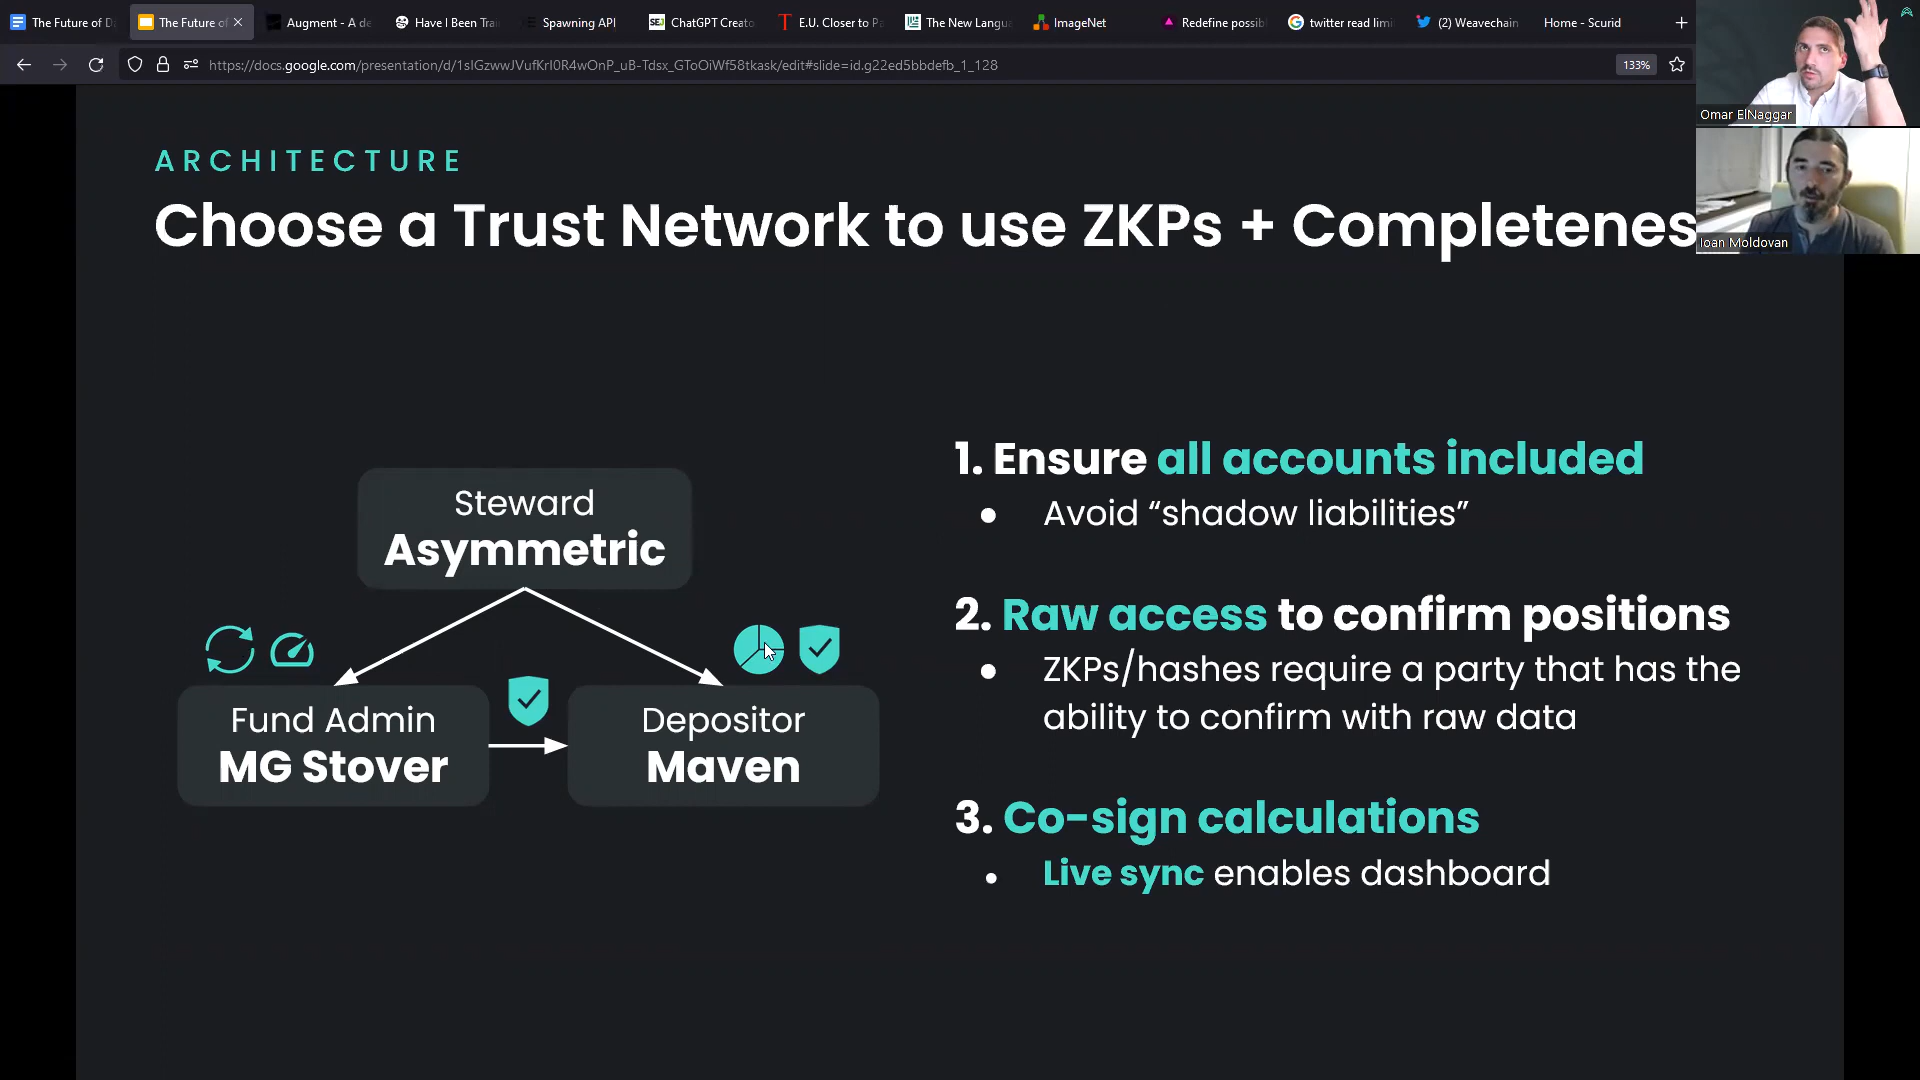 The Future of D
The Future of
Augment - A de
Have I Been Trai
Spawning API
ChatGPT Creato
E.U. Closer to Pa
The New Langua
ImageNet
Redefine possib
twitter read limi
(2) Weavechain
Home - Scurid
https://docs.google.com/presentation/d/1sIGzwwJVufKrI0R4wOnP_uB-Tdsx_GToOiWf58tkask/edit#slide=id.g22ed5bbdefb_1_128
133%
Omar ElNaggar
Ioan Moldovan
ARCHITECTURE
Choose a Trust Network to use ZKPs + Completenes
Steward
Asymmetric
Fund Admin
MG Stover
Depositor
Maven
1. Ensure all accounts included
● Avoid “shadow liabilities”
2. Raw access to confirm positions
● ZKPs/hashes require a party that has the
ability to confirm with raw data
3. Co-sign calculations
● Live sync enables dashboard